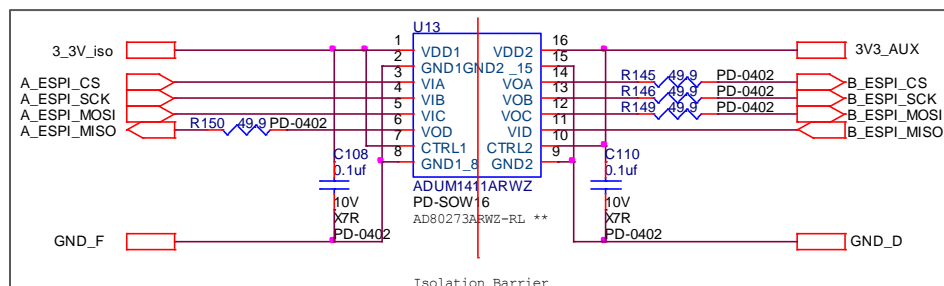 U13
3_3V_iso 1 VDD1 VDD2 16 3V3_AUX
2 GND1 GND2 _15 15
A_ESPI_CS 3 VIA VOA 14 R145 49.9 PD-0402 B_ESPI_CS
A_ESPI_SCK 4 VIB VOB 13 R146 49.9 PD-0402 B_ESPI_SCK
A_ESPI_MOSI 5 VIC VOC 12 R149 49.9 PD-0402 B_ESPI_MOSI
A_ESPI_MISO R150 49.9 PD-0402 6 VOD VID 11 B_ESPI_MISO
7 CTRL1 CTRL2 10
8 GND1_8 GND2 9
C108 C110
0.1uf 0.1uf
ADUM1411ARWZ
10V PD-SOW16 10V
X7R AD80273ARWZ-RL ** X7R
PD-0402 PD-0402
GND_F GND_D
Isolation Barrier